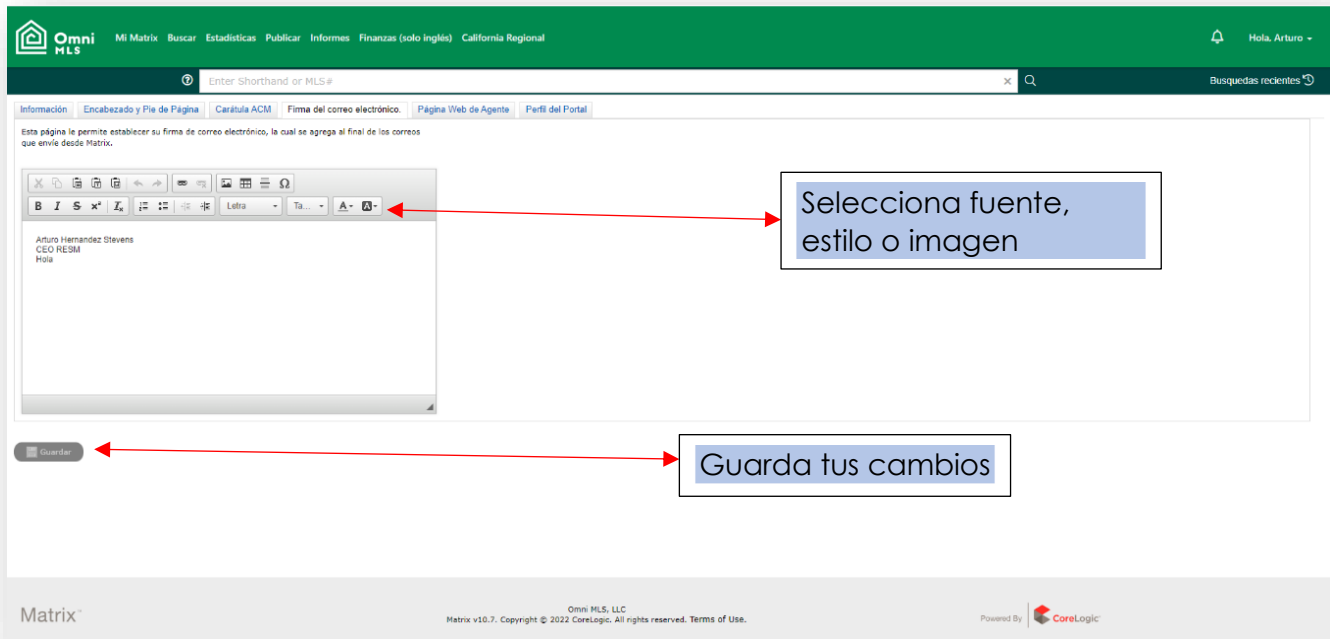 Omni
MLS
Mi Matrix Buscar Estadísticas Publicar Informes Finanzas (solo inglés) California Regional
Hola, Arturo
Enter Shorthand or MLS#
Busquedas recientes
Información Encabezado y Pie de Página Carátula ACM Firma del correo electrónico. Página Web de Agente Perfil del Portal
Esta página le permite establecer su firma de correo electrónico, la cual se agrega al final de los correos
que envíe desde Matrix.
Ω
B I S x² Ix Letra Ta... A A
Selecciona fuente,
estilo o imagen
Arturo Hernandez Stevens
CEO RESM
Hola
Guardar
Guarda tus cambios
Matrix™
Omni MLS, LLC
Matrix v10.7. Copyright © 2022 CoreLogic. All rights reserved. Terms of Use.
Powered By
CoreLogic